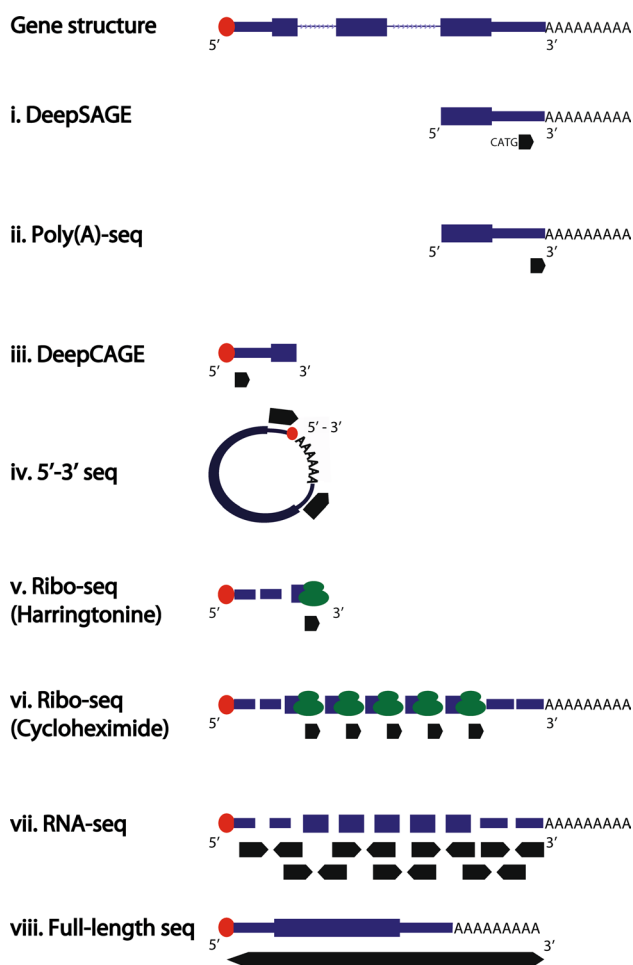 Gene structure
AAAAAAAAA
5′ 3′
i. DeepSAGE
AAAAAAAAA
5′ 3′
CATG
ii. Poly(A)-seq
AAAAAAAAA
5′ 3′
iii. DeepCAGE
5′ 3′
5′ - 3′
AAAAAA
iv. 5′-3′ seq
v. Ribo-seq
(Harringtonine)
5′ 3′
vi. Ribo-seq
(Cycloheximide)
AAAAAAAAA
5′ 3′
vii. RNA-seq
AAAAAAAAA
5′ 3′
viii. Full-length seq
AAAAAAAAA
5′ 3′